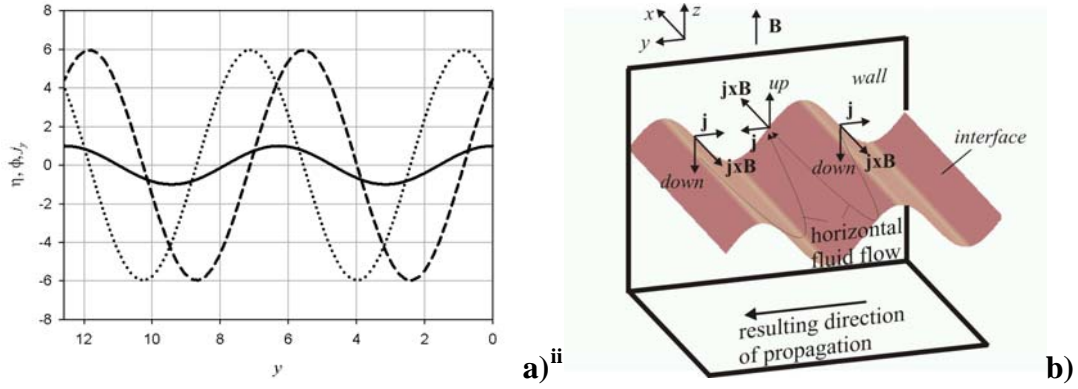 8
6
4
2
0
-2
-4
-6
-8
η, ϕ, j_y
12 10 8 6 4 2 0
y
a)ii
x
z
y
B
wall
jxB
up
j
j
j
interface
down
jxB
down
jxB
horizontal
fluid flow
resulting direction
of propagation
b)